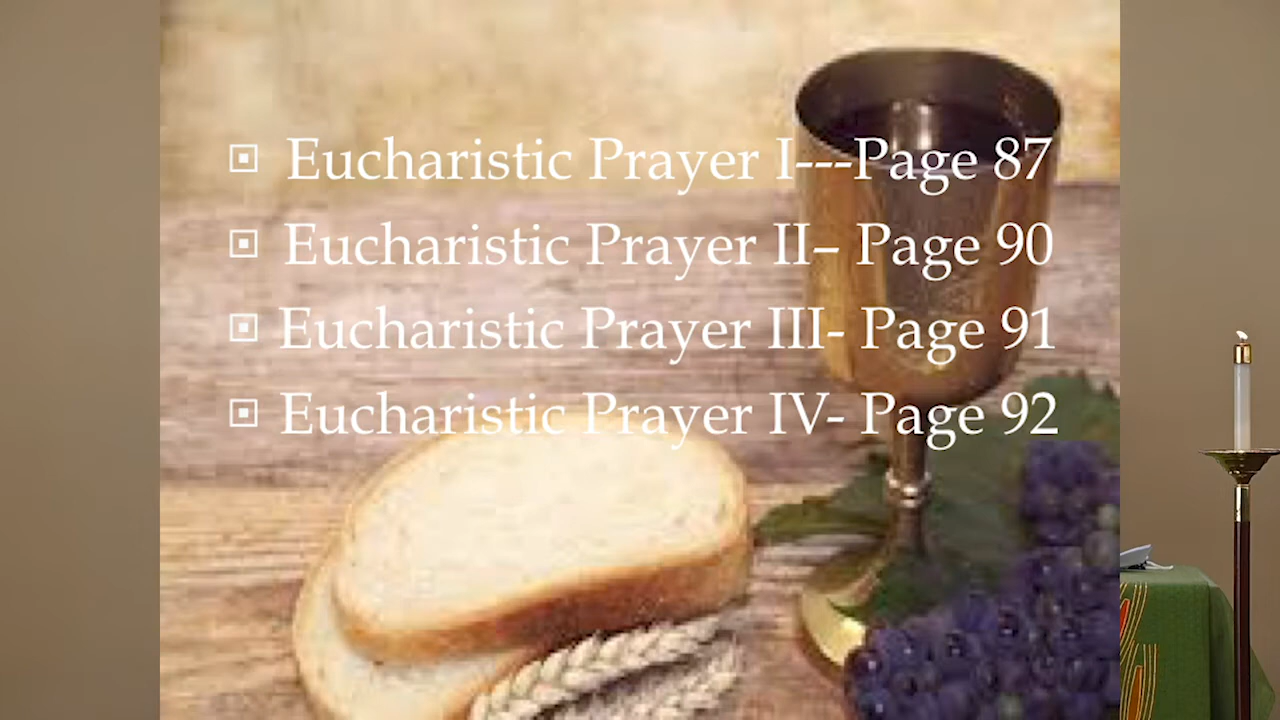 Eucharistic Prayer I---Page 87
Eucharistic Prayer II– Page 90
Eucharistic Prayer III- Page 91
Eucharistic Prayer IV- Page 92